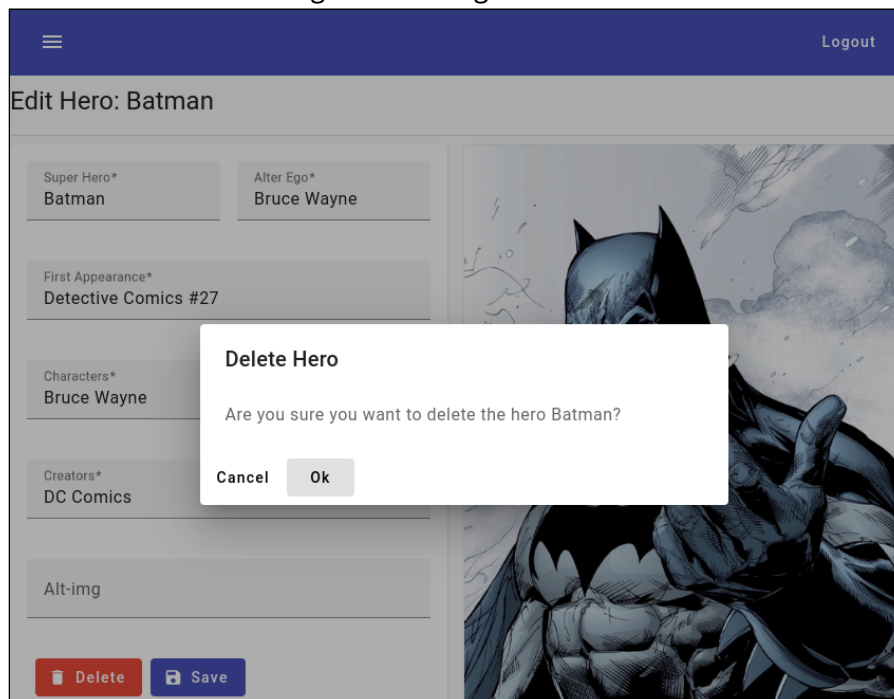 Logout
Edit Hero: Batman
Super Hero*
Batman
Alter Ego*
Bruce Wayne
First Appearance*
Detective Comics #27
Characters*
Bruce Wayne
Creators*
DC Comics
Alt-img
Delete Save
Delete Hero
Are you sure you want to delete the hero Batman?
Cancel Ok